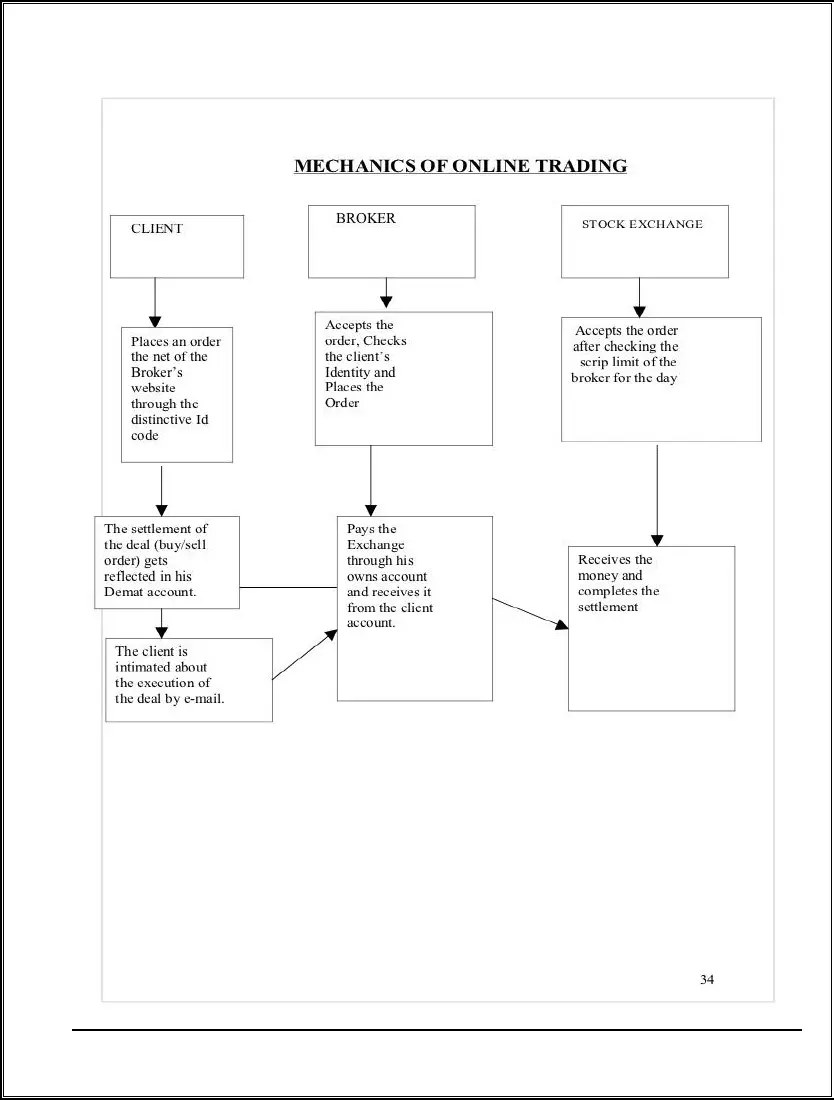 MECHANICS OF ONLINE TRADING
CLIENT
BROKER
STOCK EXCHANGE
Places an order
the net of the
Broker’s
website
through the
distinctive Id
code
Accepts the
order, Checks
the client’s
Identity and
Places the
Order
Accepts the order
after checking the
scrip limit of the
broker for the day
The settlement of
the deal (buy/sell
order) gets
reflected in his
Demat account.
Pays the
Exchange
through his
owns account
and receives it
from the client
account.
Receives the
money and
completes the
settlement
The client is
intimated about
the execution of
the deal by e-mail.
34